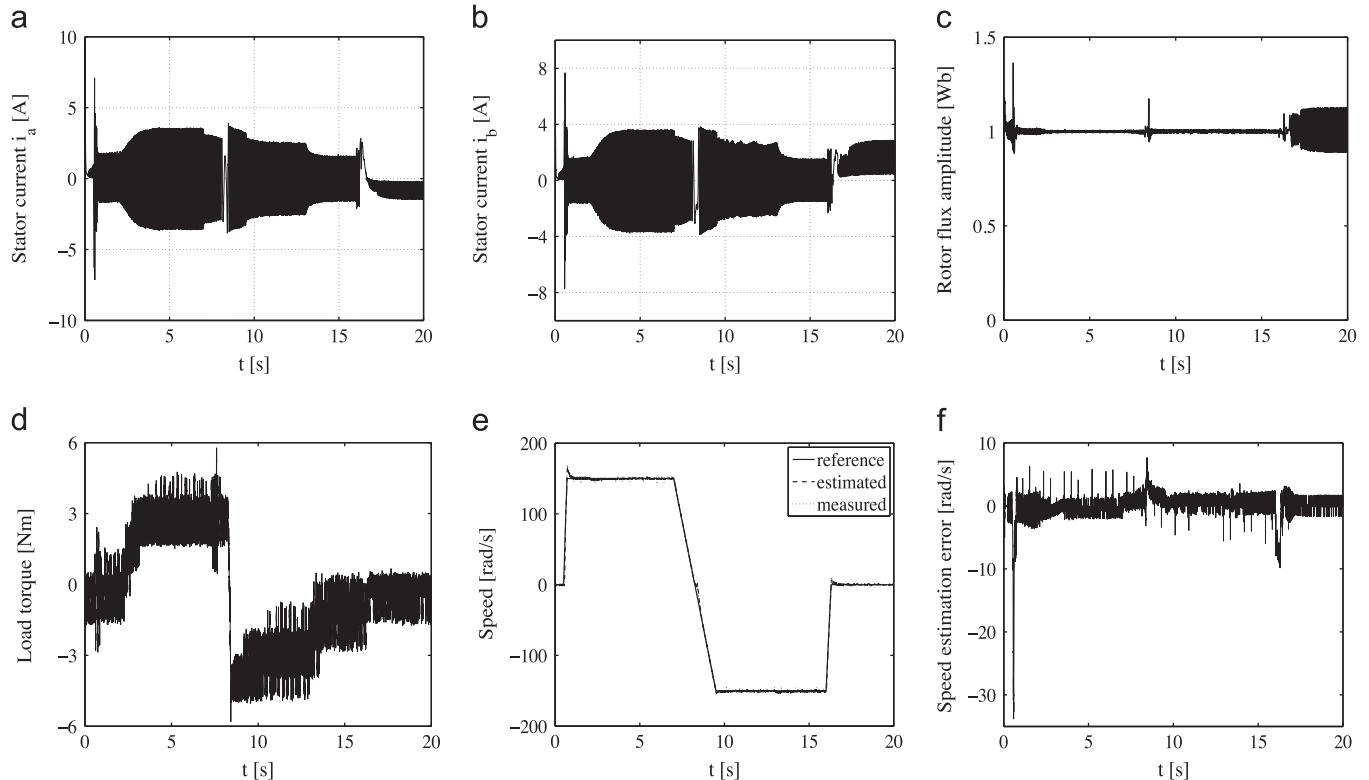 a
10
5
0
−5
−10
Stator current i_a [A]
0 5 10 15 20
t [s]
b
8
4
0
−4
−8
Stator current i_b [A]
0 5 10 15 20
t [s]
c
1.5
1
0.5
0
Rotor flux amplitude [Wb]
0 5 10 15 20
t [s]
d
6
3
0
−3
−6
Load torque [Nm]
0 5 10 15 20
t [s]
e
200
100
0
−100
−200
Speed [rad/s]
reference
estimated
measured
0 5 10 15 20
t [s]
f
10
0
−10
−20
−30
Speed estimation error [rad/s]
0 5 10 15 20
t [s]